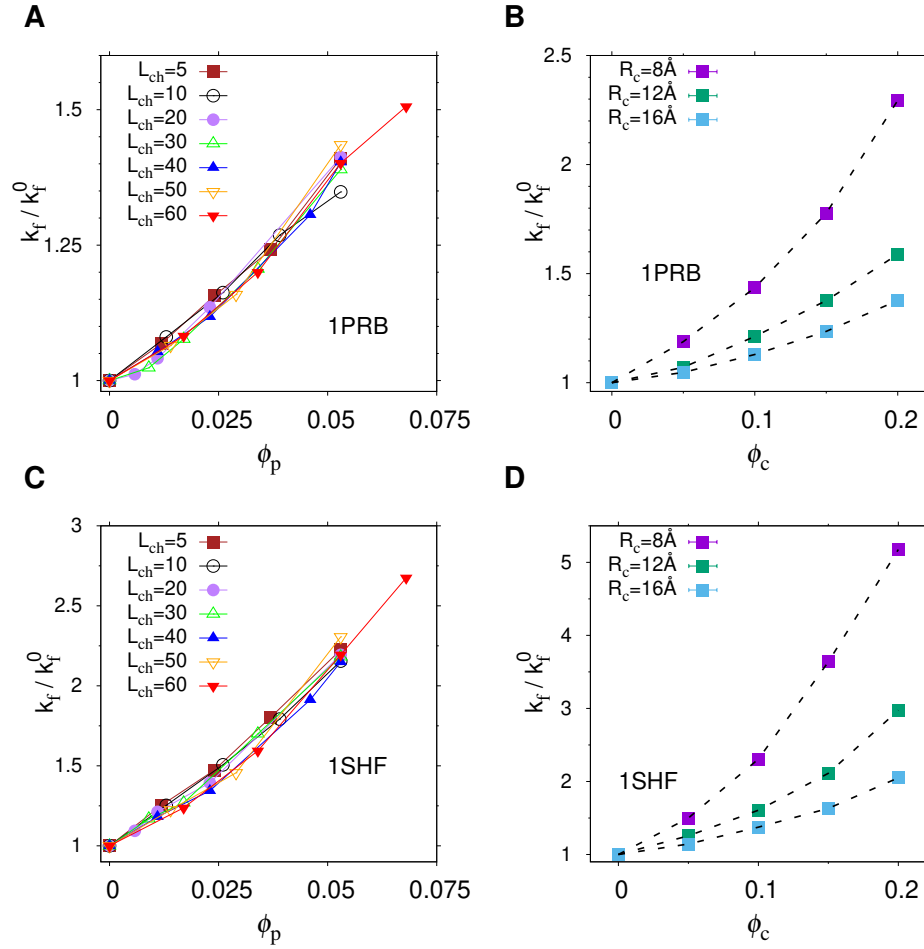 A
L_ch=5
L_ch=10
L_ch=20
L_ch=30
L_ch=40
L_ch=50
L_ch=60
1.5
1.25
1
k_f / k_f^0
1PRB
0
0.025
0.05
0.075
ϕ_p
B
R_c=8Å
R_c=12Å
R_c=16Å
2.5
2
1.5
1
k_f / k_f^0
1PRB
0
0.1
0.2
ϕ_c
C
L_ch=5
L_ch=10
L_ch=20
L_ch=30
L_ch=40
L_ch=50
L_ch=60
3
2.5
2
1.5
1
k_f / k_f^0
1SHF
0
0.025
0.05
0.075
ϕ_p
D
R_c=8Å
R_c=12Å
R_c=16Å
5
4
3
2
1
k_f / k_f^0
1SHF
0
0.1
0.2
ϕ_c